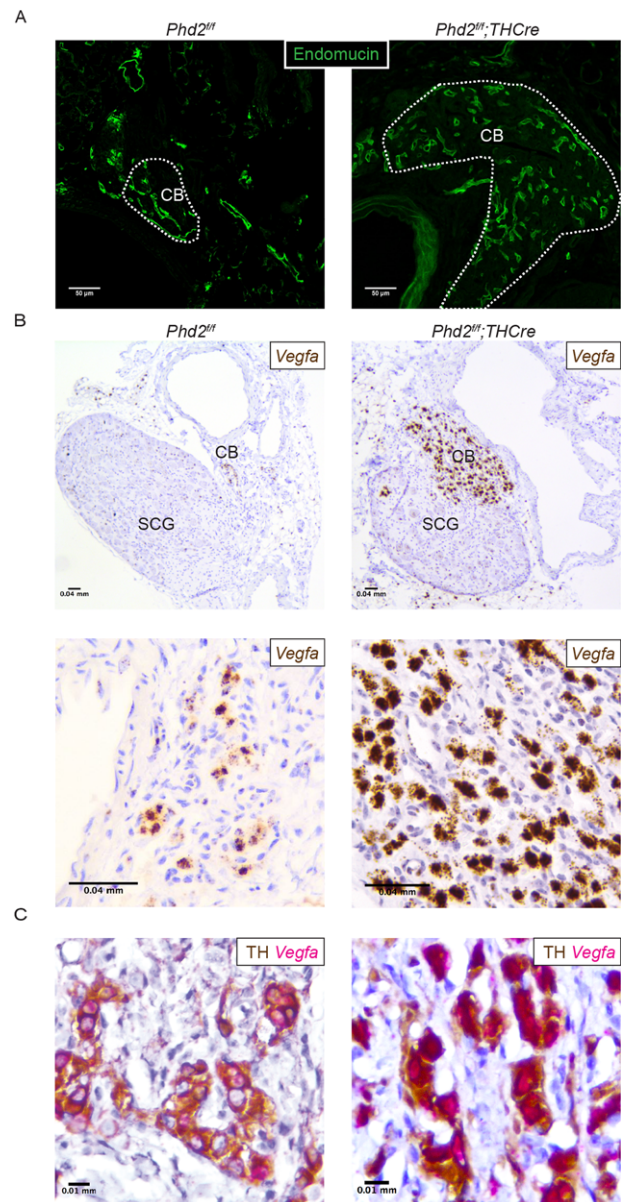 A
Phd2f/f
Phd2f/f;THCre
Endomucin
CB
CB
50 µm
50 µm
B
Phd2f/f
Phd2f/f;THCre
Vegfa
Vegfa
CB
CB
SCG
SCG
0.04 mm
0.04 mm
Vegfa
Vegfa
0.04 mm
0.04 mm
C
TH Vegfa
TH Vegfa
0.01 mm
0.01 mm